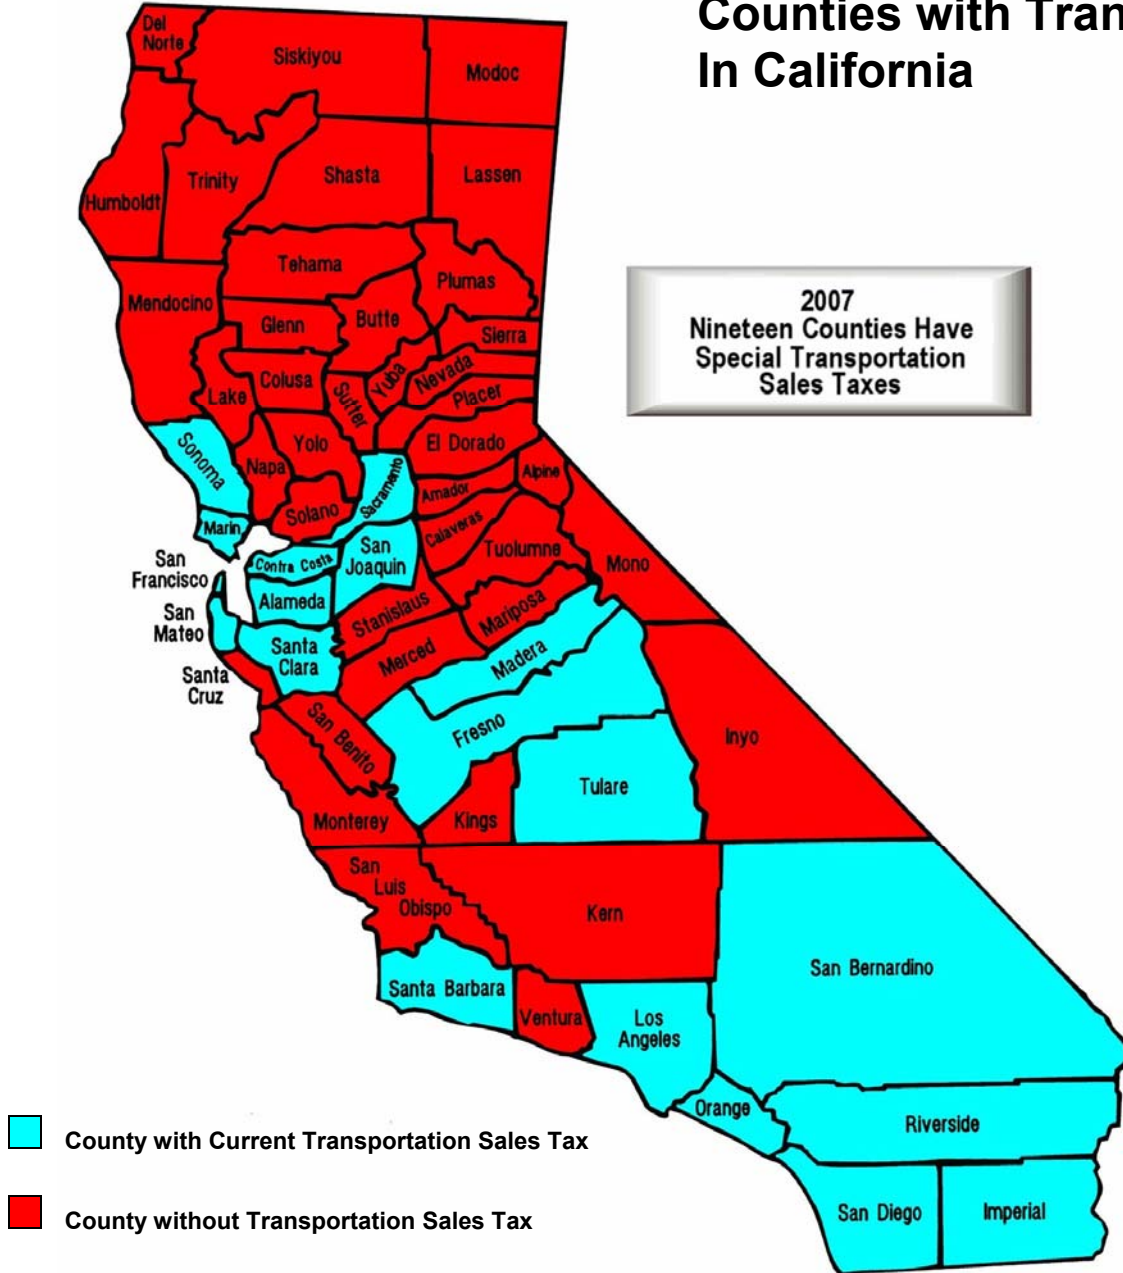 Counties with Tran
In California
Del
Norte
Siskiyou
Modoc
Humboldt
Trinity
Shasta
Lassen
Tehama
Plumas
Mendocino
Glenn
Butte
Sierra
2007
Nineteen Counties Have
Special Transportation
Sales Taxes
Lake
Colusa
Sutter
Yuba
Nevada
Placer
Sonoma
Napa
Yolo
El Dorado
Sacramento
Amador
Alpine
Marin
Solano
Calaveras
San
Francisco
Contra Costa
San
Joaquin
Tuolumne
Mono
San
Mateo
Alameda
Stanislaus
Mariposa
Santa
Cruz
Santa
Clara
Merced
Madera
San Benito
Fresno
Inyo
Monterey
Kings
Tulare
San
Luis
Obispo
Kern
San Bernardino
Santa Barbara
Ventura
Los
Angeles
Orange
Riverside
San Diego
Imperial
County with Current Transportation Sales Tax
County without Transportation Sales Tax